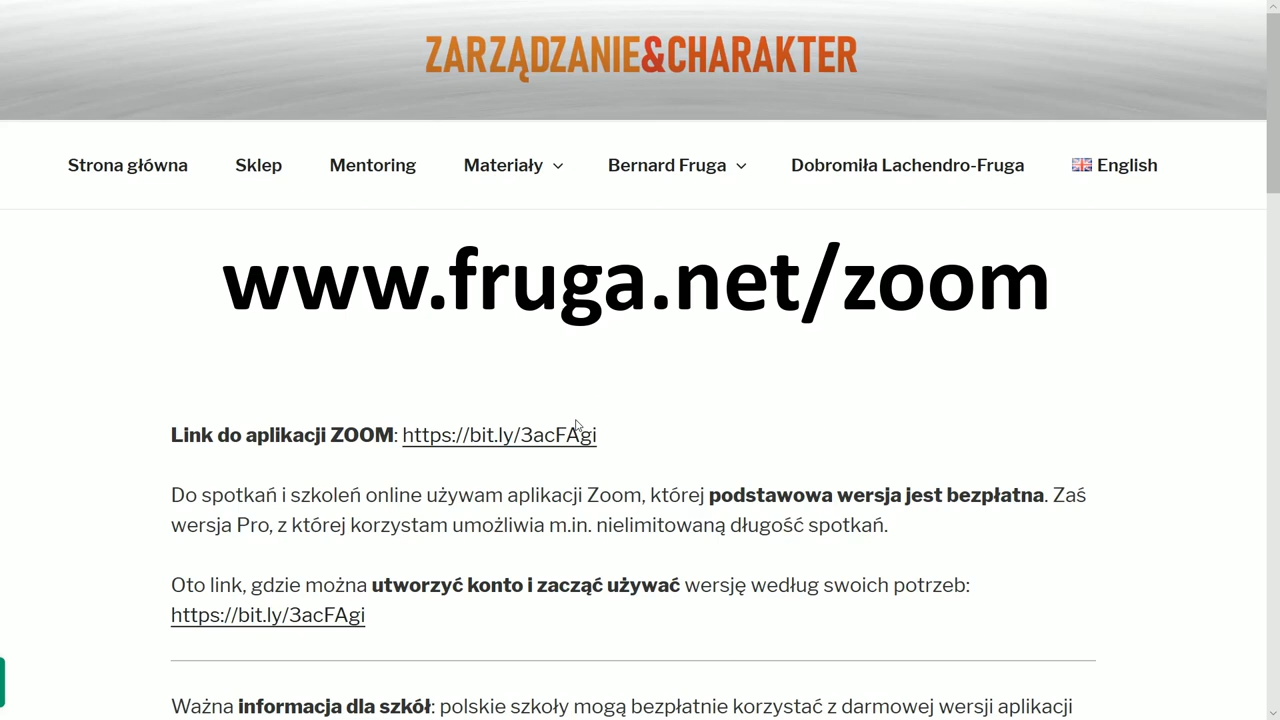 ZARZĄDZANIE&CHARAKTER
Strona główna Sklep Mentoring Materiały Bernard Fruga Dobromiła Lachendro-Fruga English
www.fruga.net/zoom
Link do aplikacji ZOOM: https://bit.ly/3acFAgi
Do spotkań i szkoleń online używam aplikacji Zoom, której podstawowa wersja jest bezpłatna. Zaś
wersja Pro, z której korzystam umożliwia m.in. nielimitowaną długość spotkań.
Oto link, gdzie można utworzyć konto i zacząć używać wersję według swoich potrzeb:
https://bit.ly/3acFAgi
Ważna informacja dla szkół: polskie szkoły mogą bezpłatnie korzystać z darmowej wersji aplikacji